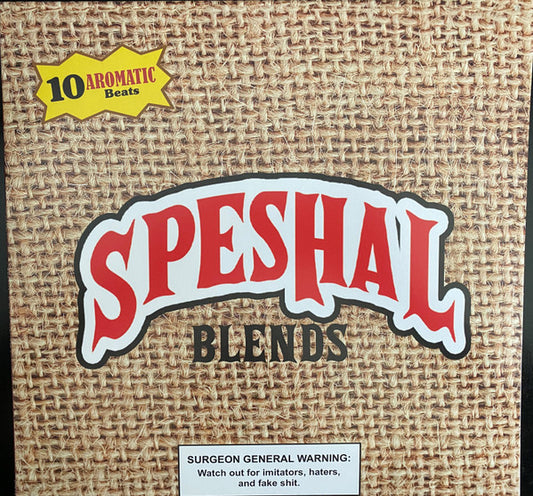 10 AROMATIC
Beats
SPESHAL
BLENDS
SURGEON GENERAL WARNING:
Watch out for imitators, haters,
and fake shit.